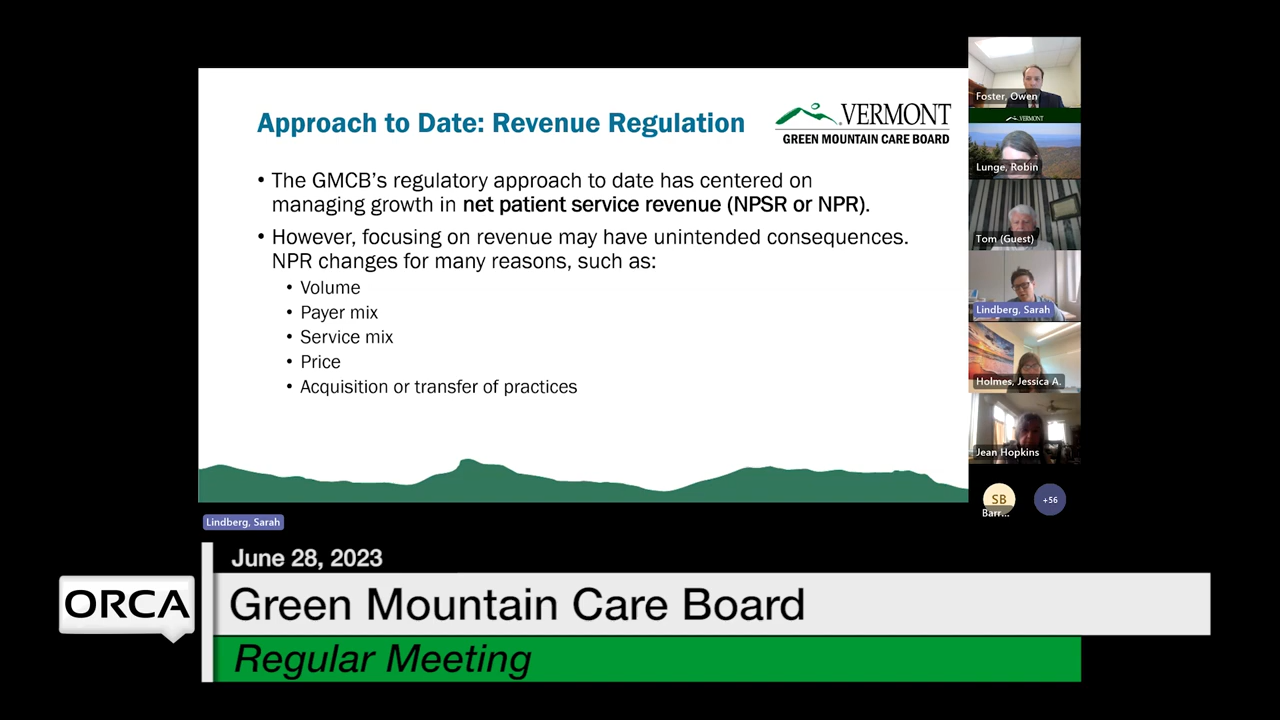 Approach to Date: Revenue Regulation
VERMONT
GREEN MOUNTAIN CARE BOARD
• The GMCB's regulatory approach to date has centered on
managing growth in net patient service revenue (NPSR or NPR).
• However, focusing on revenue may have unintended consequences.
NPR changes for many reasons, such as:
• Volume
• Payer mix
• Service mix
• Price
• Acquisition or transfer of practices
Foster, Owen
VERMONT
Lunge, Robin
Tom (Guest)
Lindberg, Sarah
Holmes, Jessica A.
Jean Hopkins
SB
Barr...
+56
Lindberg, Sarah
June 28, 2023
ORCA
Green Mountain Care Board
Regular Meeting